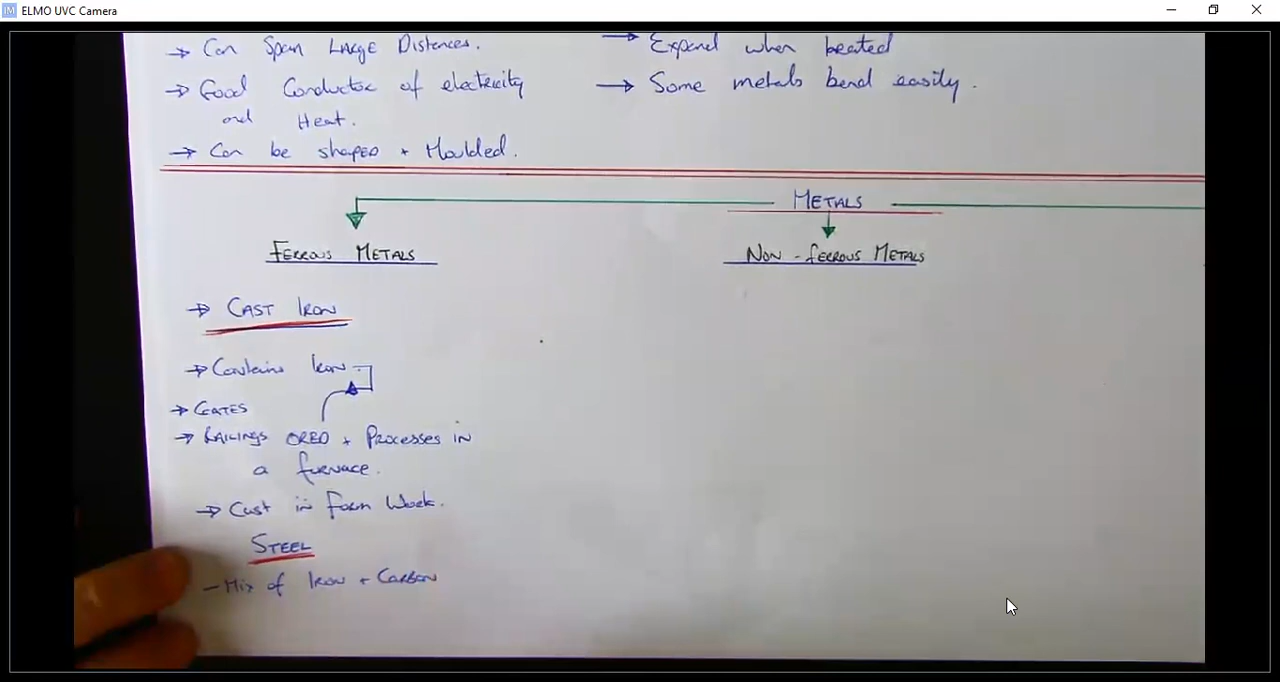 ELMO UVC Camera
→ Can Span LARGE Distences.
→ Expend when heated
→ Good Conductor of electricity
→ Some metals bend easily.
and Heat.
→ Can be shaped + Moulded.
METALS
FERROUS METALS
NON-FERROUS METALS
→ CAST IRON
→ Contains Iron
→ GATES
→ RAILINGS ORED + Processes in
a furnace.
→ Cast in Form Work.
STEEL
- Mix of Iron + Carbon